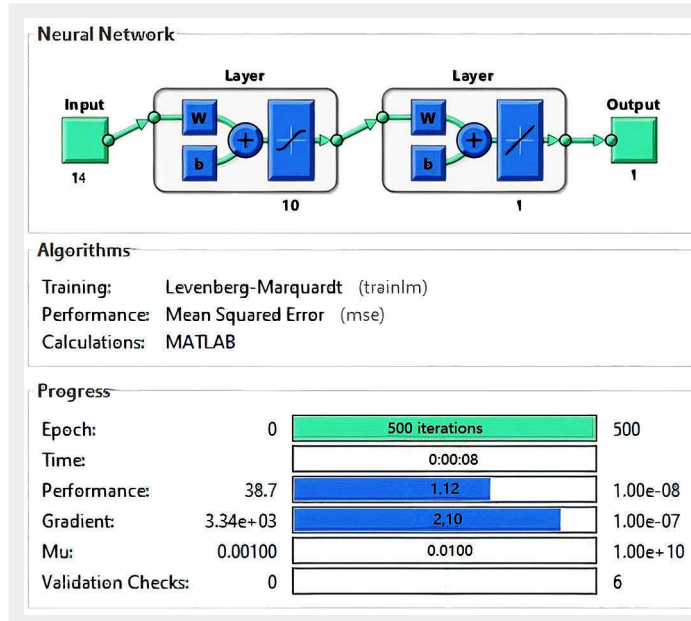 Neural Network
Layer Layer
Input Output
W W
b b
14 1
10 1
Algorithms
Training: Levenberg-Marquardt (trainlm)
Performance: Mean Squared Error (mse)
Calculations: MATLAB
Progress
Epoch: 0 500 iterations 500
Time: 0:00:08
Performance: 38.7 1,12 1.00e-08
Gradient: 3.34e+03 2,10 1.00e-07
Mu: 0.00100 0.0100 1.00e+10
Validation Checks: 0 6